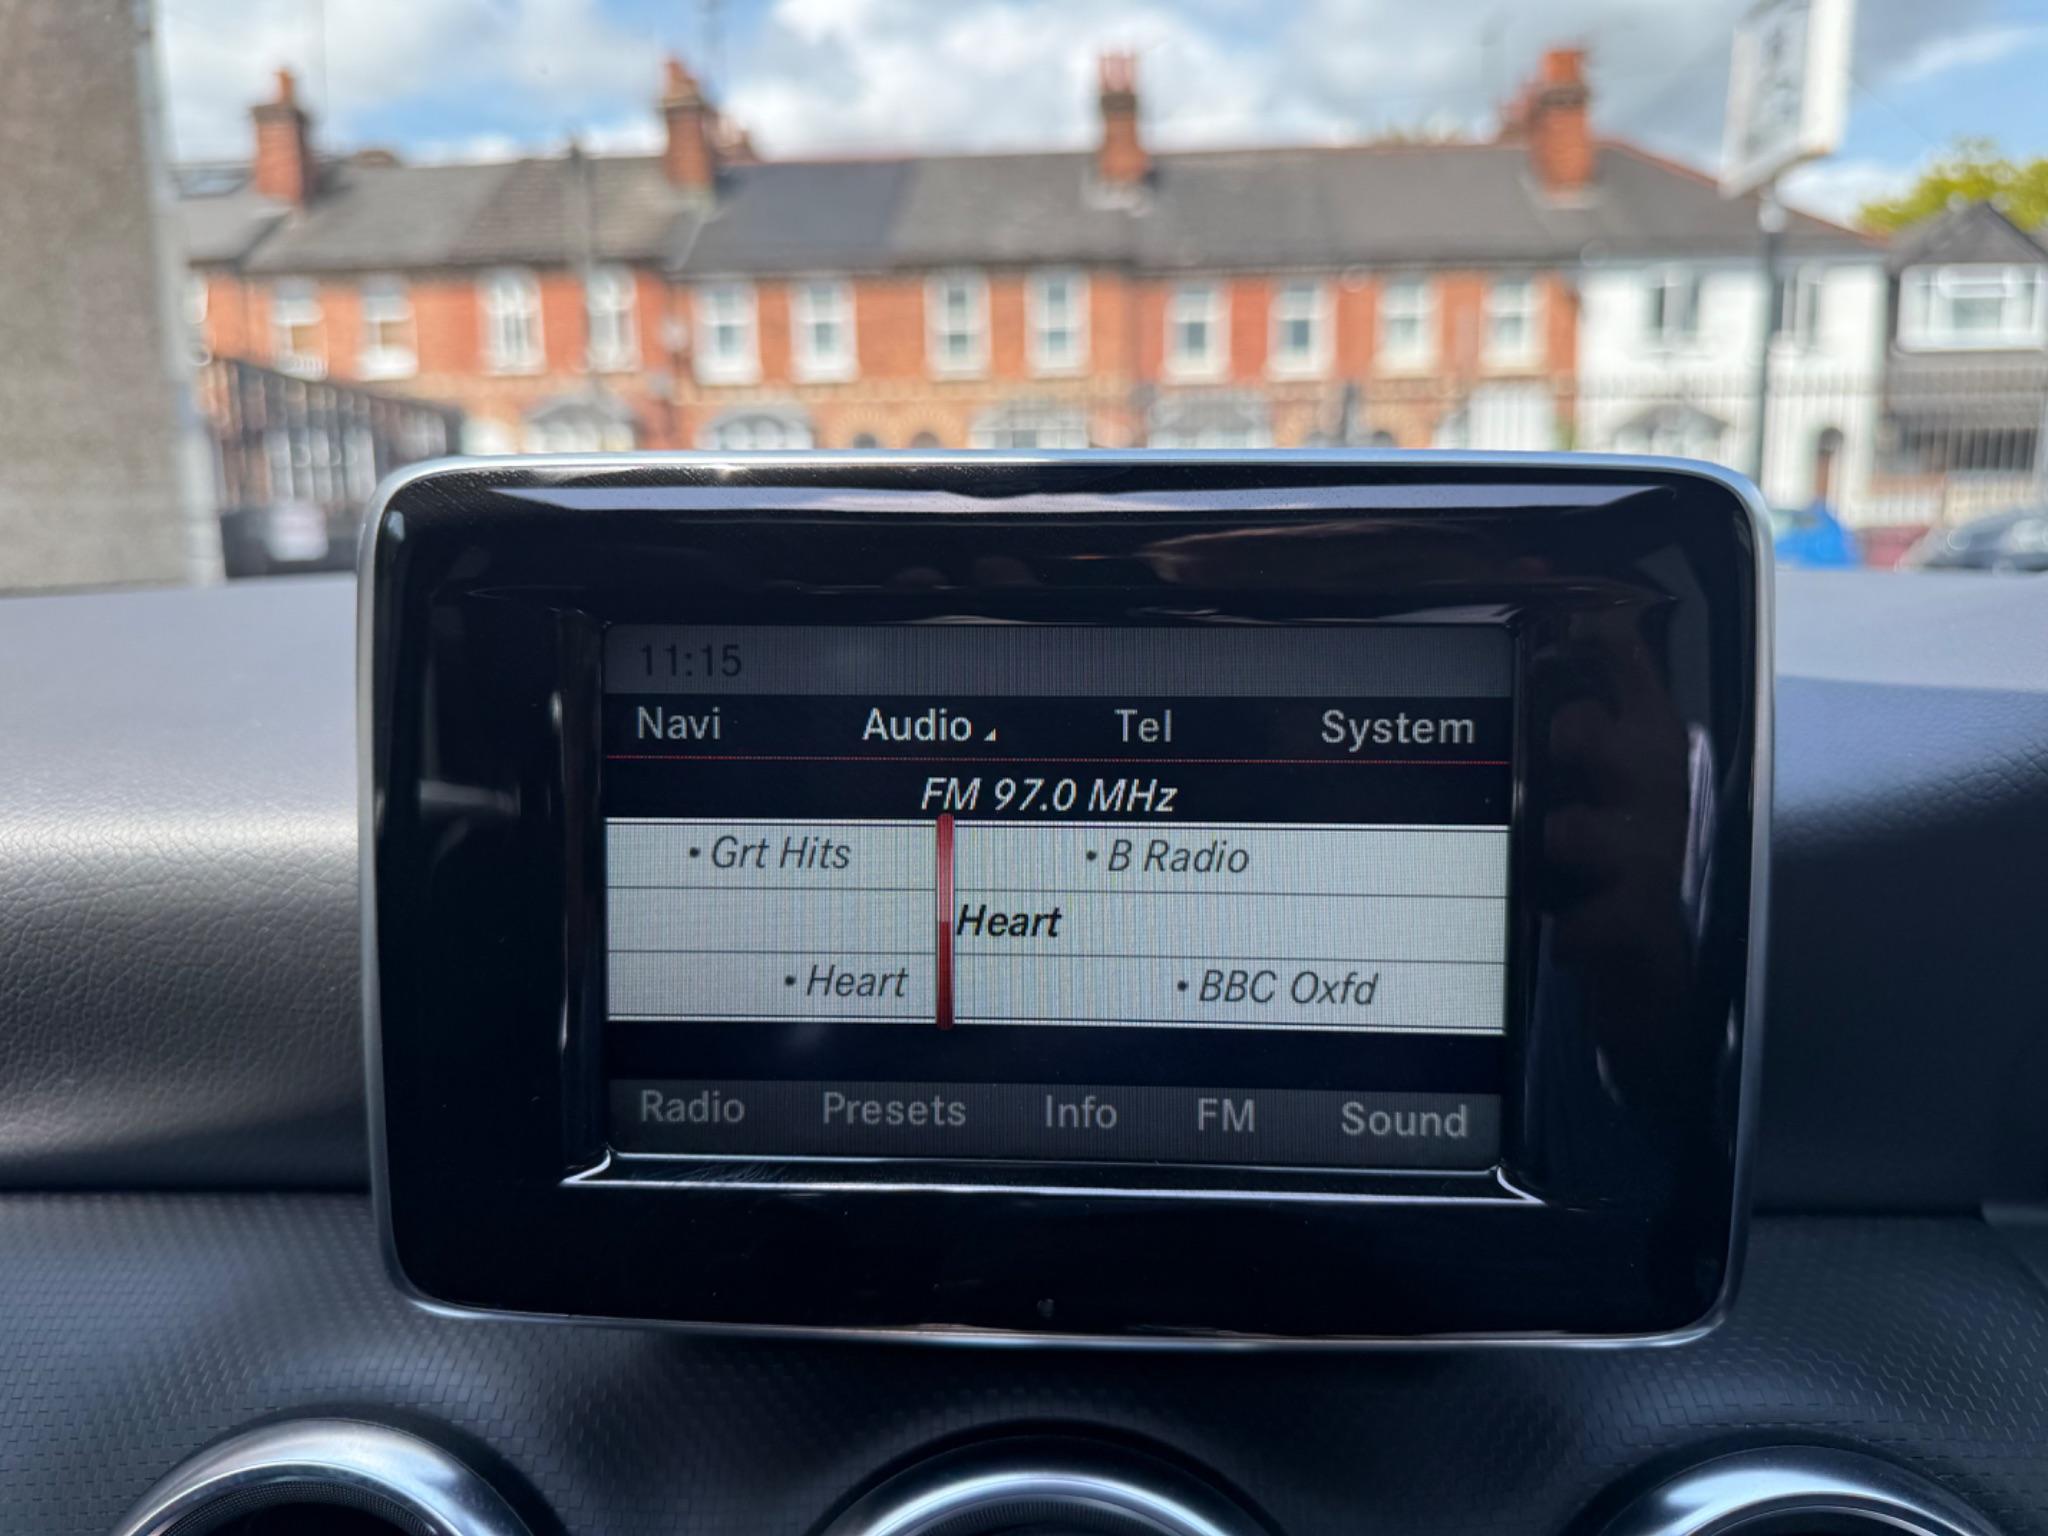 11:15
Navi Audio Tel System
FM 97.0 MHz
• Grt Hits • B Radio
Heart
• Heart • BBC Oxfd
Radio Presets Info FM Sound